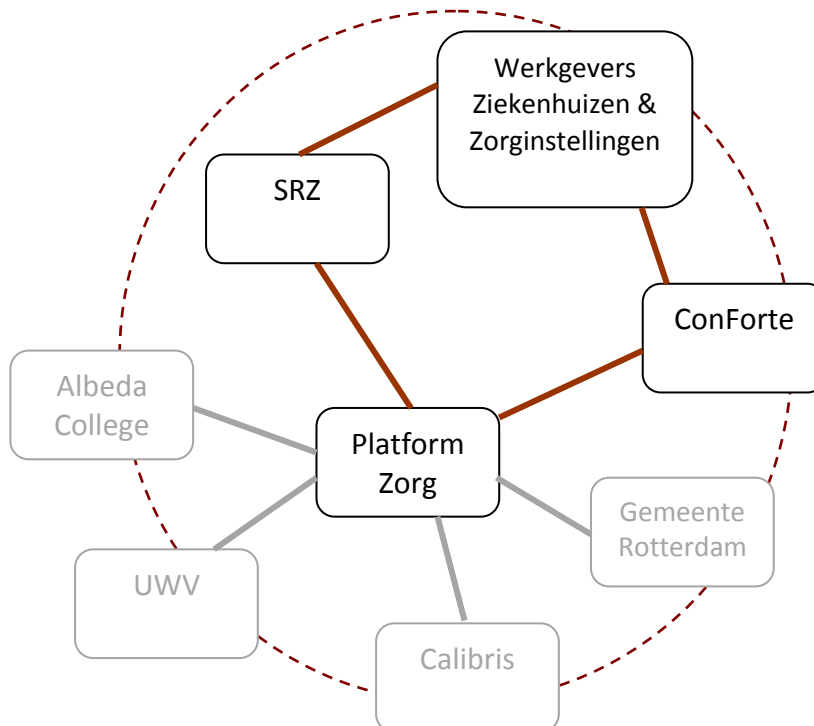 Werkgevers
Ziekenhuizen &
Zorginstellingen
SRZ
ConForte
Albeda
College
Platform
Zorg
Gemeente
Rotterdam
UWV
Calibris